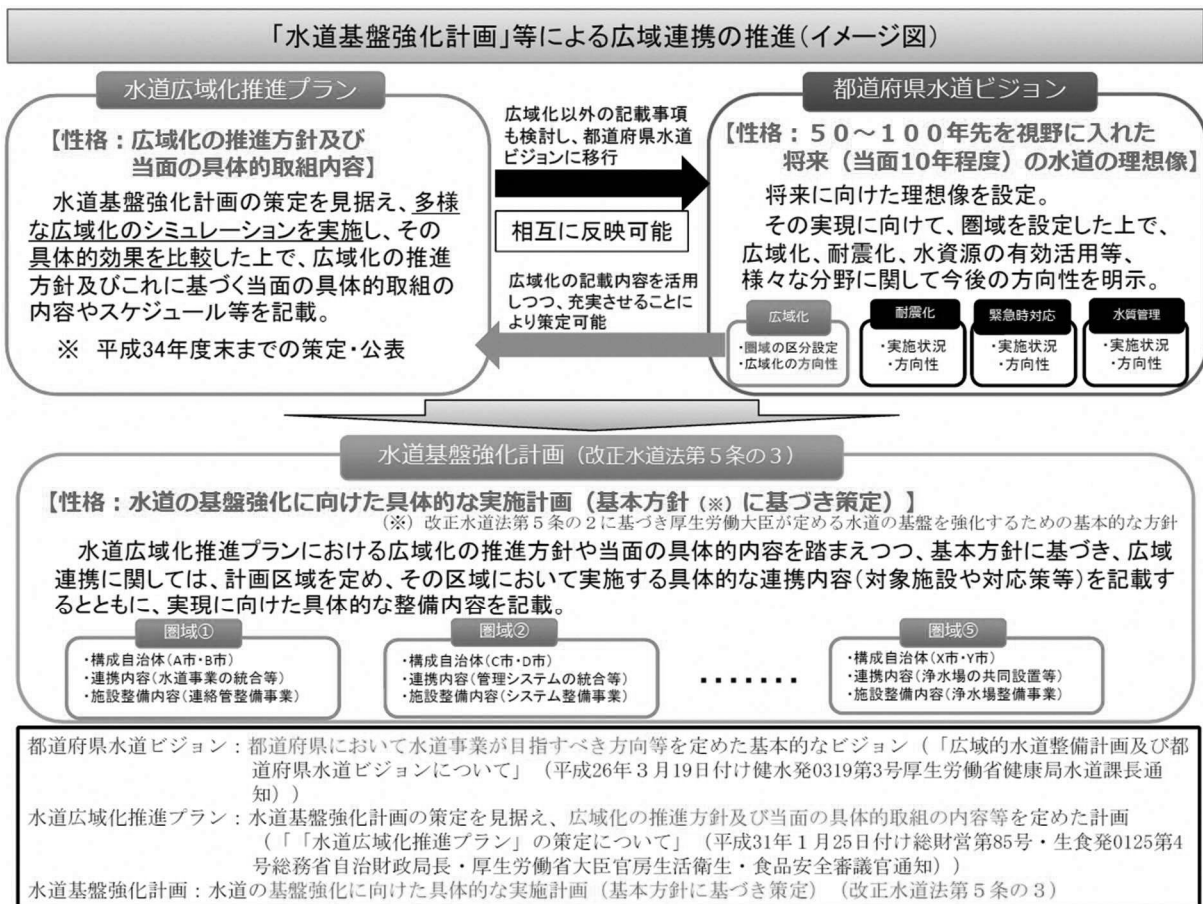 「水道基盤強化計画」等による広域連携の推進(イメージ図)
水道広域化推進プラン
【性格:広域化の推進方針及び
当面の具体的取組内容】
水道基盤強化計画の策定を見据え、多様
な広域化のシミュレーションを実施し、その
具体的効果を比較した上で、広域化の推進
方針及びこれに基づく当面の具体的取組の
内容やスケジュール等を記載。
※ 平成34年度末までの策定・公表
広域化以外の記載事項
も検討し、都道府県水道
ビジョンに移行
相互に反映可能
広域化の記載内容を活用
しつつ、充実させることに
より策定可能
都道府県水道ビジョン
【性格:50~100年先を視野に入れた
将来(当面10年程度)の水道の理想像】
将来に向けた理想像を設定。
その実現に向けて、圏域を設定した上で、
広域化、耐震化、水資源の有効活用等、
様々な分野に関して今後の方向性を明示。
広域化
・圏域の区分設定
・広域化の方向性
耐震化
・実施状況
・方向性
緊急時対応
・実施状況
・方向性
水質管理
・実施状況
・方向性
水道基盤強化計画(改正水道法第5条の3)
【性格:水道の基盤強化に向けた具体的な実施計画(基本方針(※)に基づき策定)】
(※)改正水道法第5条の2に基づき厚生労働大臣が定める水道の基盤を強化するための基本的な方針
水道広域化推進プランにおける広域化の推進方針や当面の具体的内容を踏まえつつ、基本方針に基づき、広域
連携に関しては、計画区域を定め、その区域において実施する具体的な連携内容(対象施設や対応策等)を記載す
るとともに、実現に向けた具体的な整備内容を記載。
圏域①
・構成自治体(A市・B市)
・連携内容(水道事業の統合等)
・施設整備内容(連絡管整備事業)
圏域②
・構成自治体(C市・D市)
・連携内容(管理システムの統合等)
・施設整備内容(システム整備事業)
・・・・・・・
圏域⑤
・構成自治体(X市・Y市)
・連携内容(浄水場の共同設置等)
・施設整備内容(浄水場整備事業)
都道府県水道ビジョン:都道府県において水道事業が目指すべき方向等を定めた基本的なビジョン(「広域的水道整備計画及び都
道府県水道ビジョンについて」(平成26年3月19日付け健水発0319第3号厚生労働省健康局水道課長通
知))
水道広域化推進プラン:水道基盤強化計画の策定を見据え、広域化の推進方針及び当面の具体的取組の内容等を定めた計画
(「「水道広域化推進プラン」の策定について」(平成31年1月25日付け総財営第85号・生食発0125第4
号総務省自治財政局長・厚生労働省大臣官房生活衛生・食品安全審議官通知))
水道基盤強化計画:水道の基盤強化に向けた具体的な実施計画(基本方針に基づき策定)(改正水道法第5条の3)